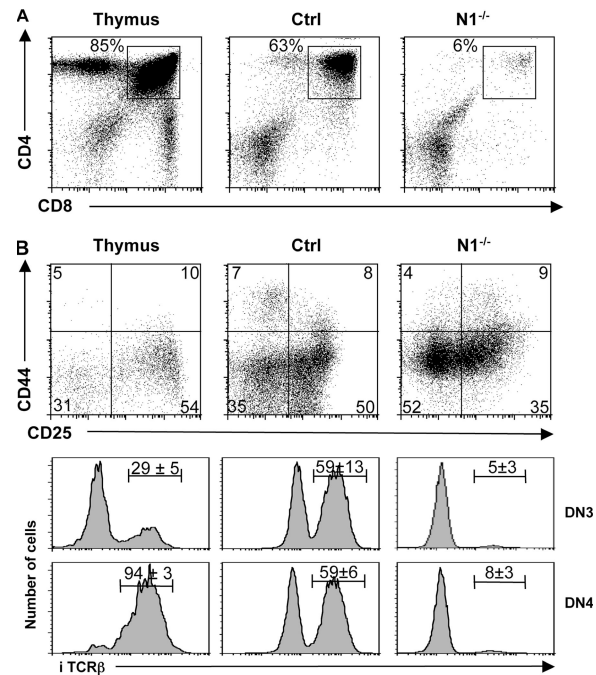 A
Thymus
Ctrl
N1-/-
85%
63%
6%
CD4
CD8
B
Thymus
Ctrl
N1-/-
5
10
7
8
4
9
CD44
31
54
35
50
52
35
CD25
29 ± 5
59±13
5±3
DN3
94 ± 3
59±6
8±3
DN4
Number of cells
i TCRβ